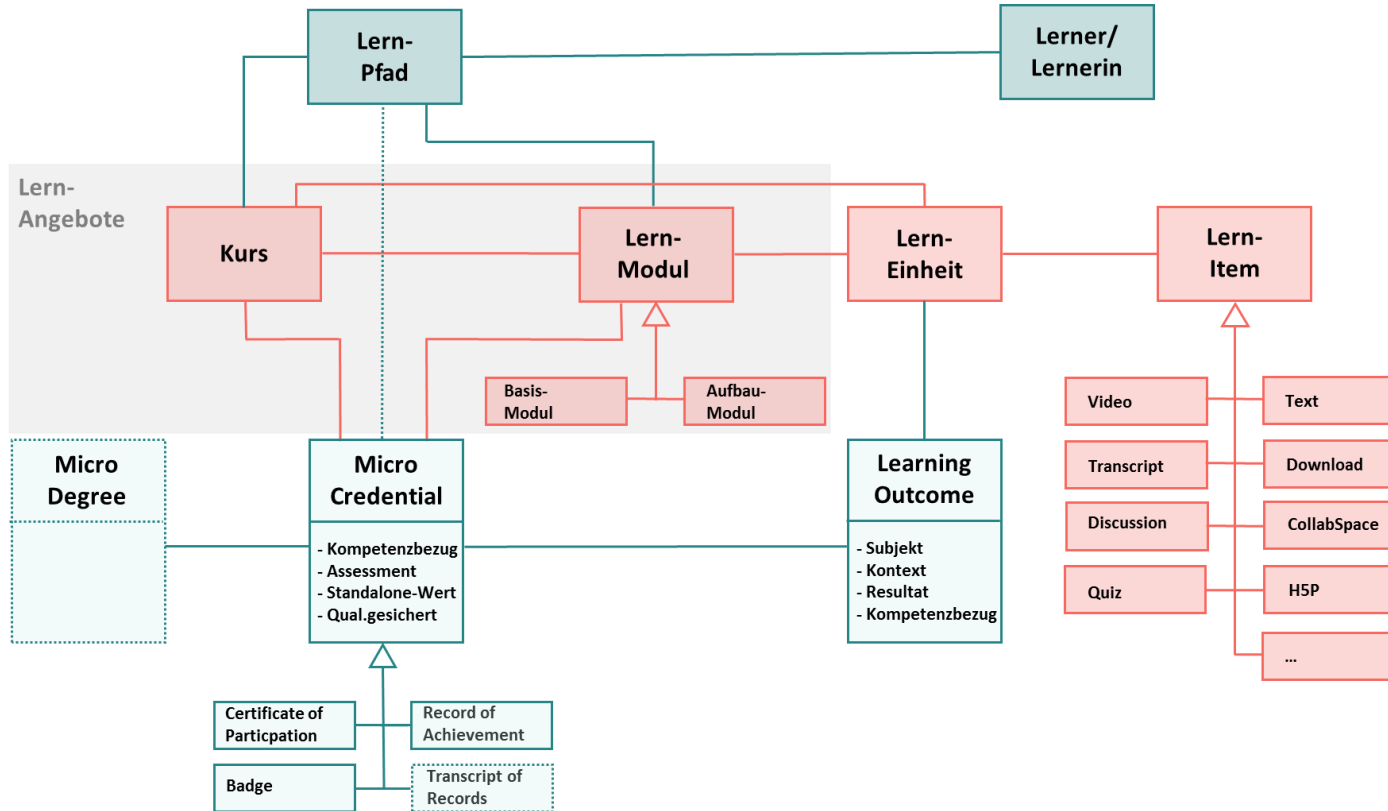 Lern-
Pfad
Lerner/
Lernerin
Lern-
Angebote
Kurs
Lern-
Modul
Lern-
Einheit
Lern-
Item
Basis-
Modul
Aufbau-
Modul
Video
Text
Transcript
Download
Discussion
CollabSpace
Quiz
H5P
...
Micro
Degree
Micro
Credential
- Kompetenzbezug
- Assessment
- Standalone-Wert
- Qual.gesichert
Learning
Outcome
- Subjekt
- Kontext
- Resultat
- Kompetenzbezug
Certificate of
Particpation
Record of
Achievement
Badge
Transcript of
Records